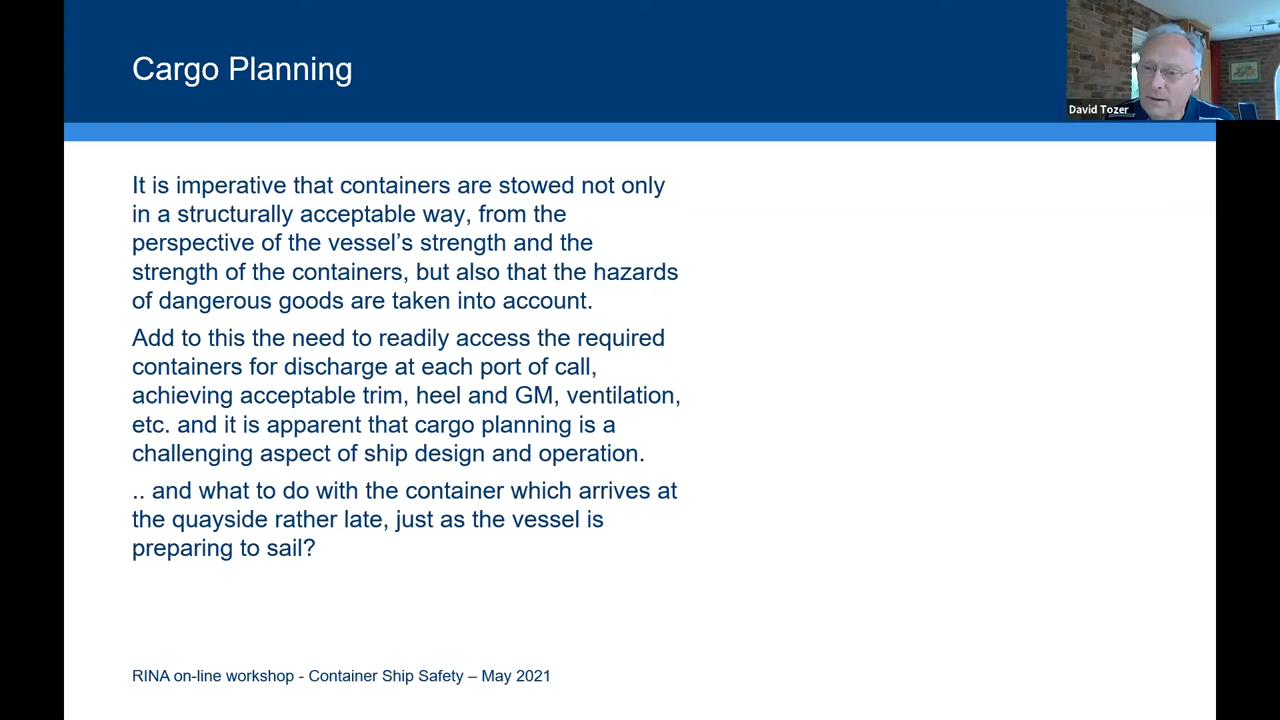 Cargo Planning
David Tozer
It is imperative that containers are stowed not only
in a structurally acceptable way, from the
perspective of the vessel’s strength and the
strength of the containers, but also that the hazards
of dangerous goods are taken into account.
Add to this the need to readily access the required
containers for discharge at each port of call,
achieving acceptable trim, heel and GM, ventilation,
etc. and it is apparent that cargo planning is a
challenging aspect of ship design and operation.
.. and what to do with the container which arrives at
the quayside rather late, just as the vessel is
preparing to sail?
RINA on-line workshop - Container Ship Safety – May 2021